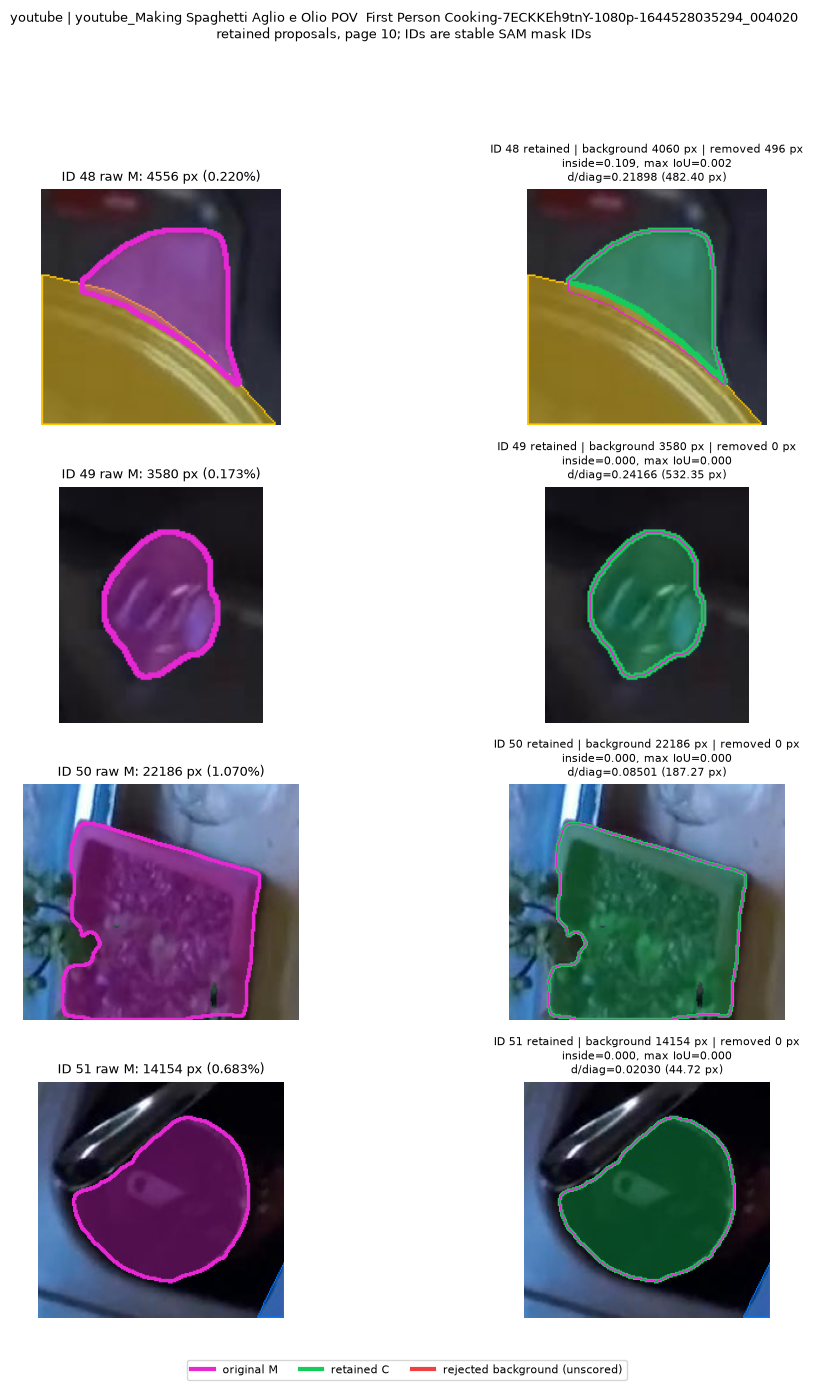 youtube | youtube_Making Spaghetti Aglio e Olio POV  First Person Cooking-7ECKKEh9tnY-1080p-1644528035294_004020
retained proposals, page 10; IDs are stable SAM mask IDs
ID 48 raw M: 4556 px (0.220%)
ID 48 retained | background 4060 px | removed 496 px
inside=0.109, max IoU=0.002
d/diag=0.21898 (482.40 px)
ID 49 raw M: 3580 px (0.173%)
ID 49 retained | background 3580 px | removed 0 px
inside=0.000, max IoU=0.000
d/diag=0.24166 (532.35 px)
ID 50 raw M: 22186 px (1.070%)
ID 50 retained | background 22186 px | removed 0 px
inside=0.000, max IoU=0.000
d/diag=0.08501 (187.27 px)
ID 51 raw M: 14154 px (0.683%)
ID 51 retained | background 14154 px | removed 0 px
inside=0.000, max IoU=0.000
d/diag=0.02030 (44.72 px)
original M
retained C
rejected background (unscored)